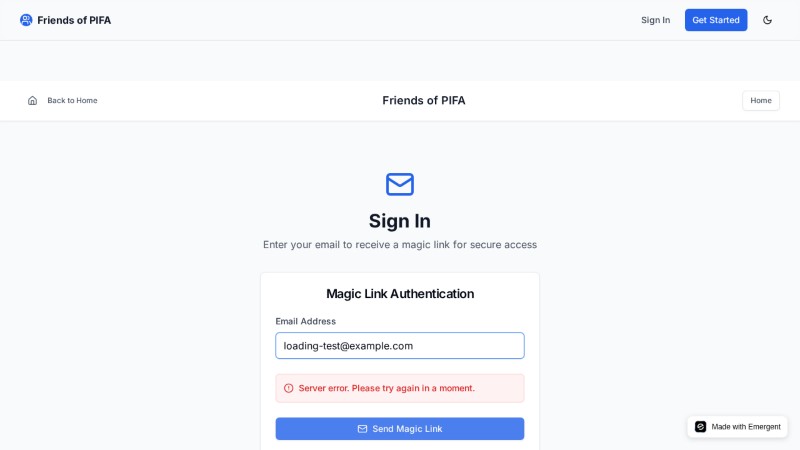 Friends of PIFA
Sign In
Get Started
Back to Home
Friends of PIFA
Home
Sign In
Enter your email to receive a magic link for secure access
Magic Link Authentication
Email Address
loading-test@example.com
Server error. Please try again in a moment.
Send Magic Link
Made with Emergent